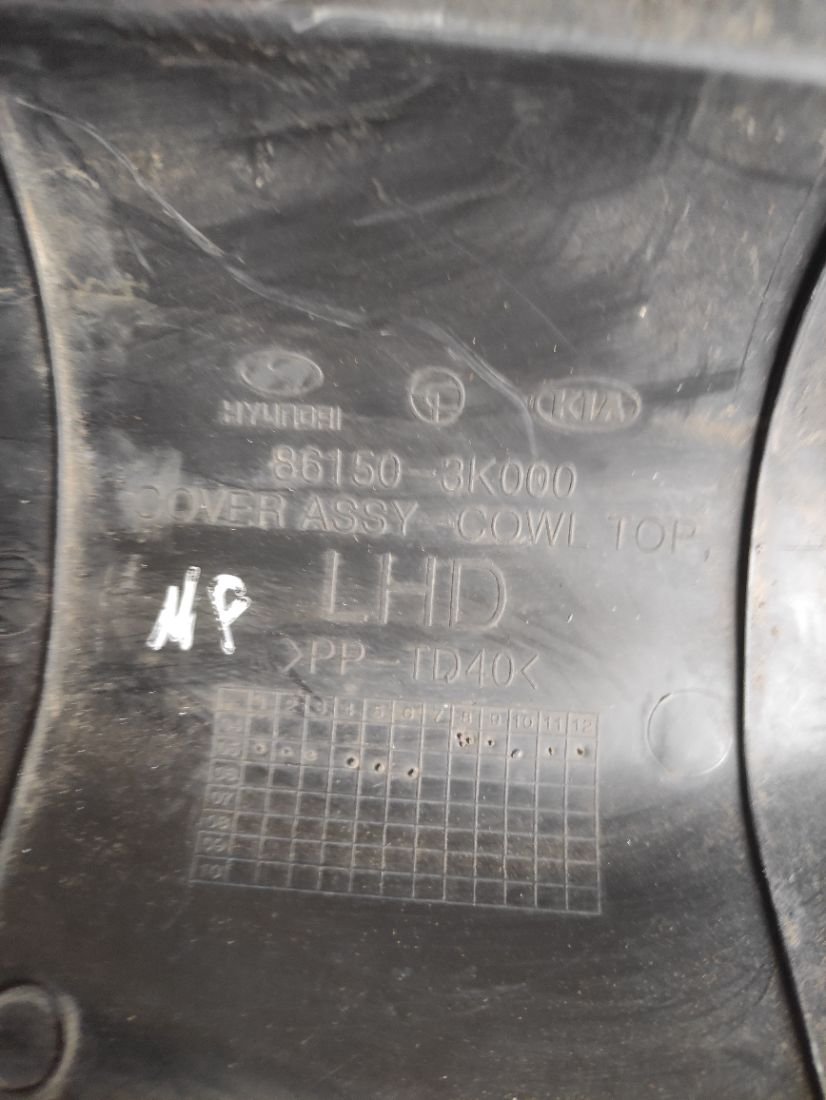 HYUNDAI KIA
86150-3K000
COVER ASSY-COWL TOP,
LHD
MP
>PP-TD40<
1 2 3 4 5 6 7 8 9 10 11 12